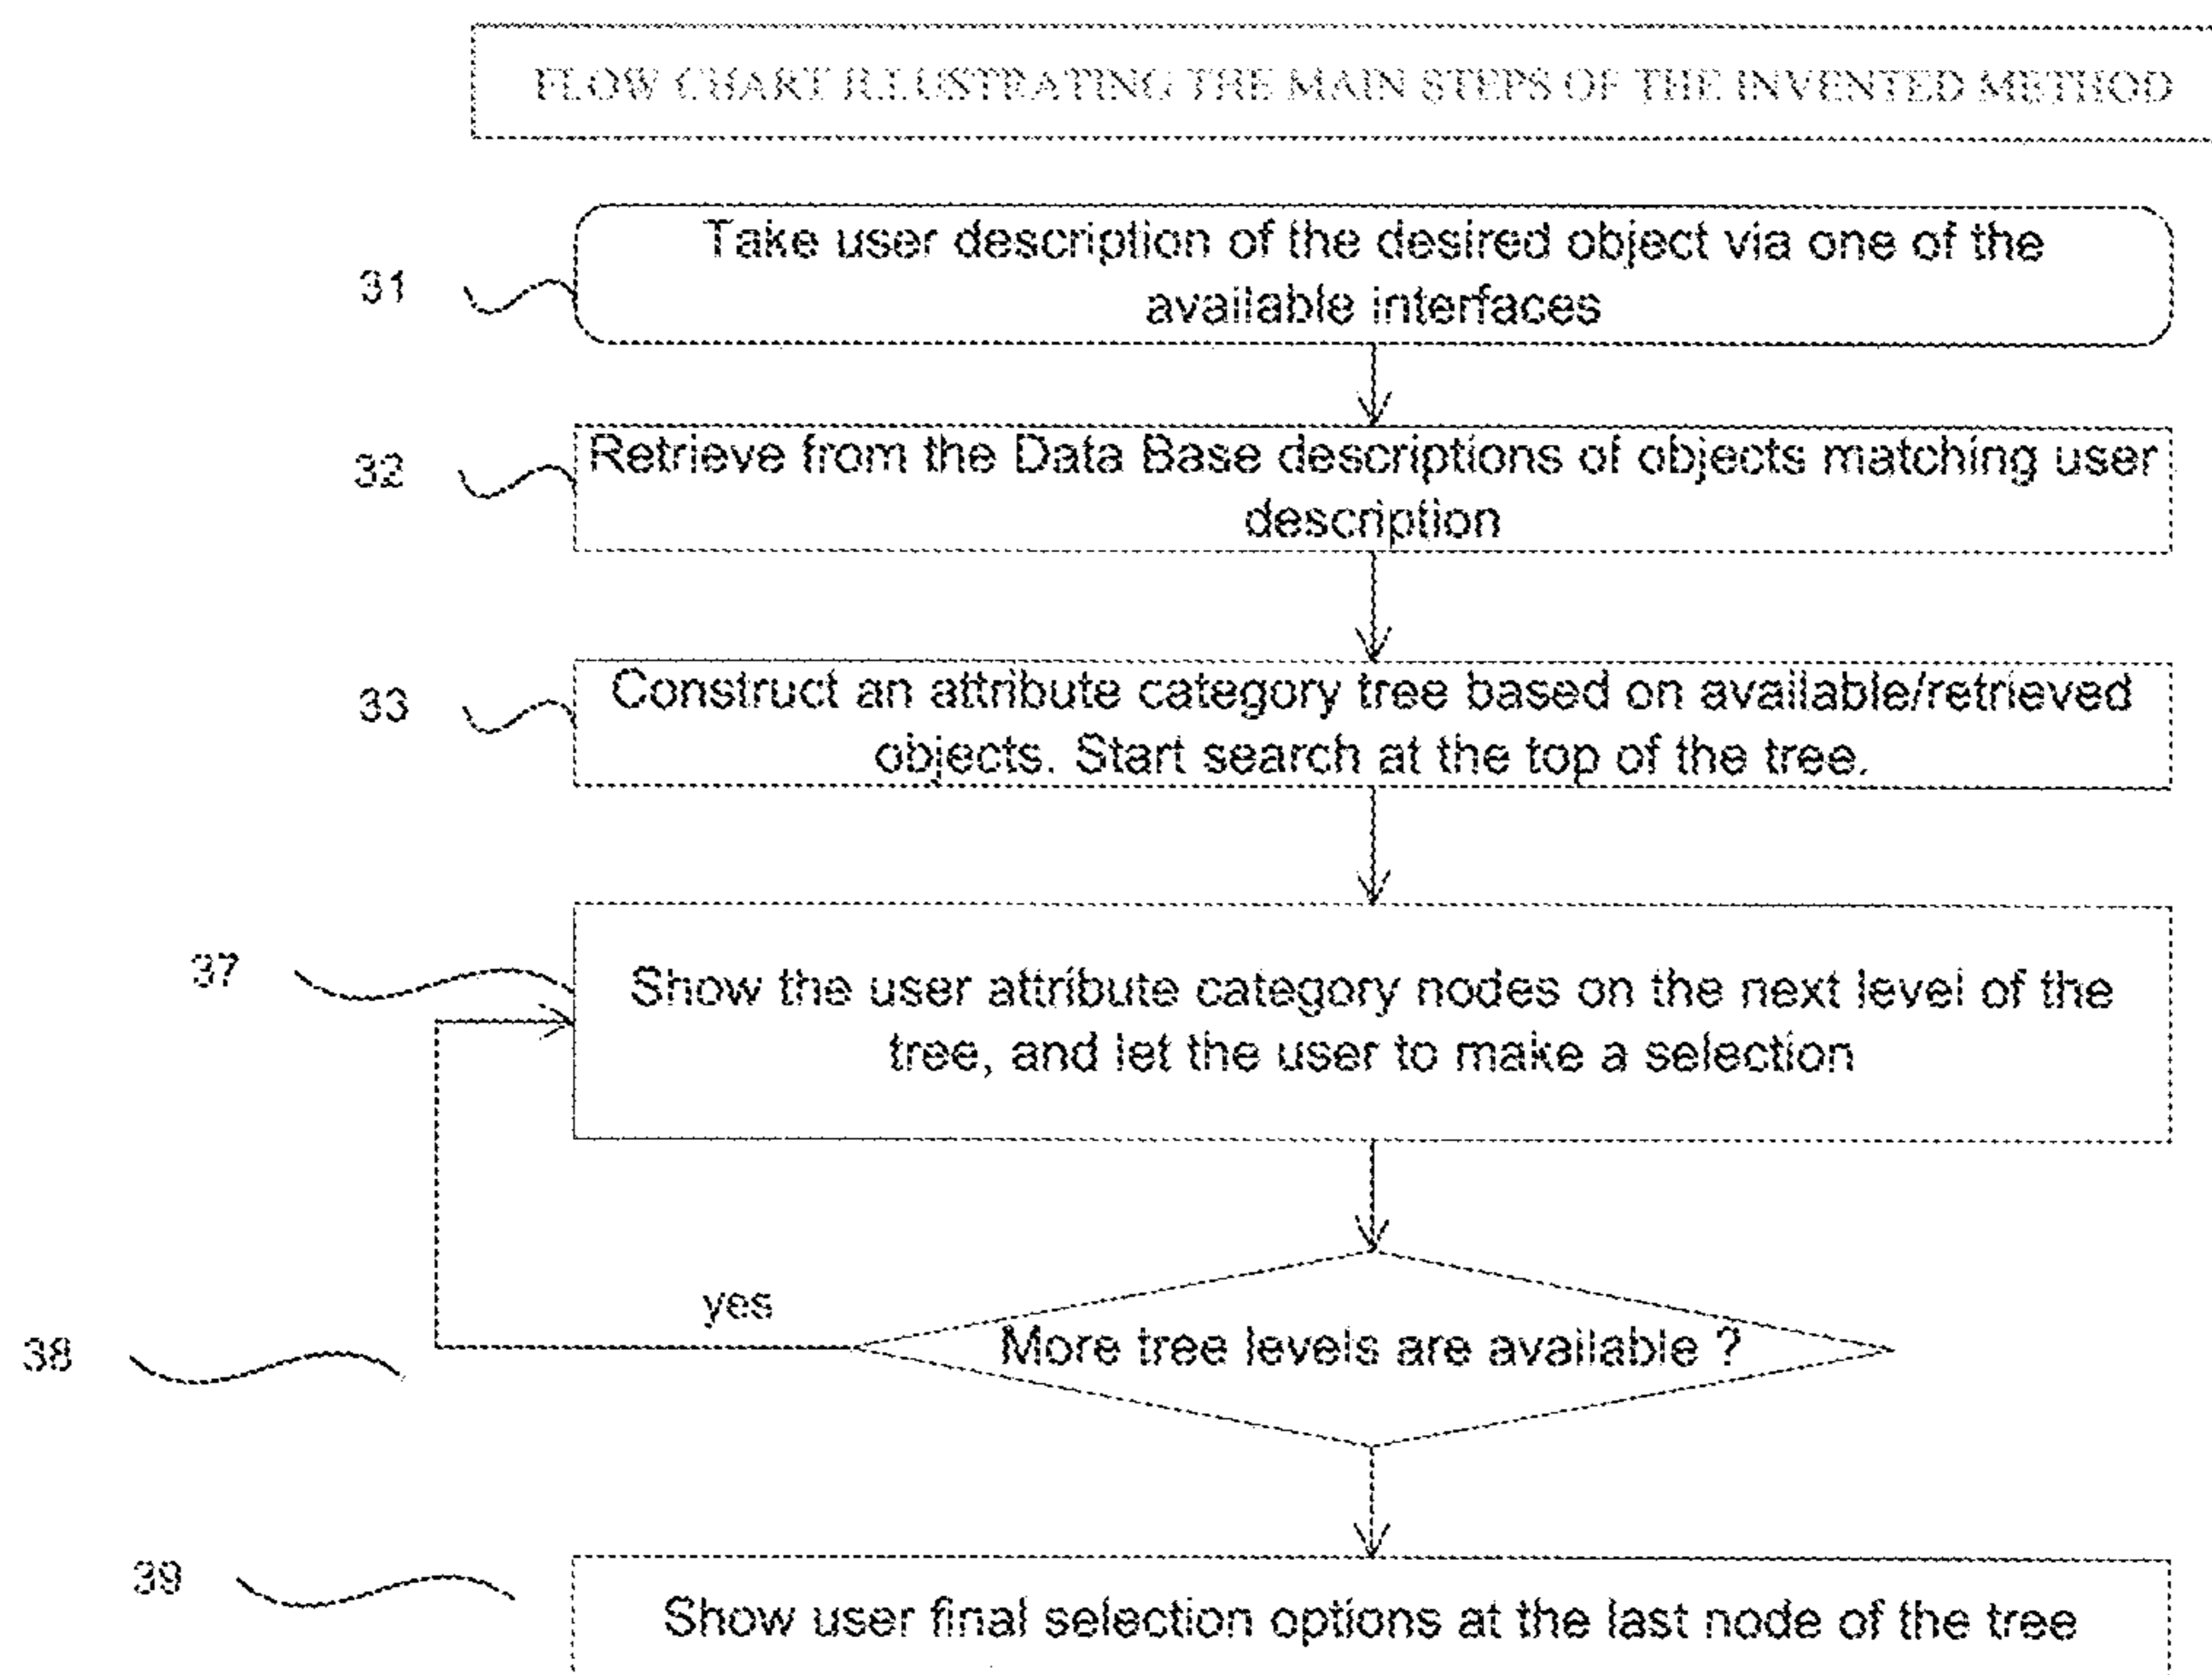 FLOW CHART ILLUSTRATING THE MAIN STEPS OF THE INVENTED METHOD
31
Take user description of the desired object via one of the
available interfaces
32
Retrieve from the Data Base descriptions of objects matching user
description
33
Construct an attribute category tree based on available/retrieved
objects. Start search at the top of the tree.
37
Show the user attribute category nodes on the next level of the
tree, and let the user to make a selection
yes
38
More tree levels are available ?
39
Show user final selection options at the last node of the tree